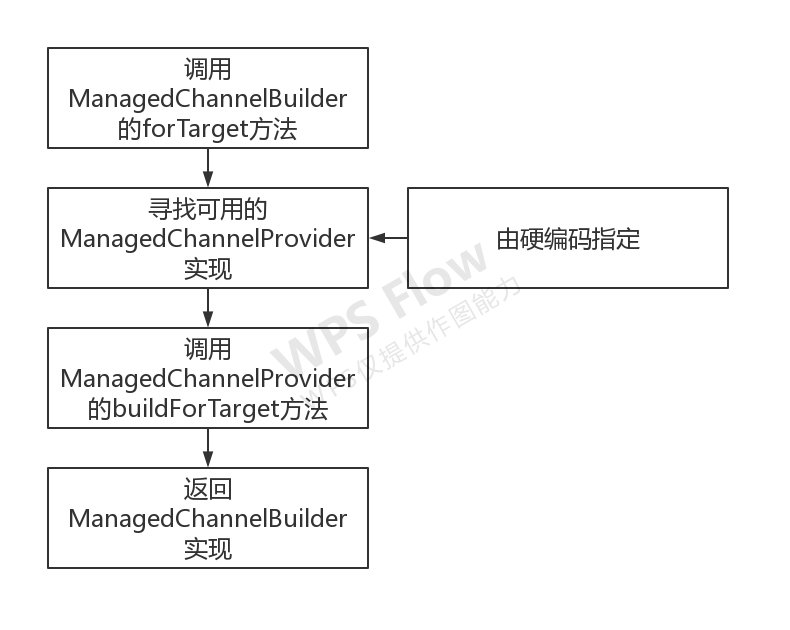 调用
ManagedChannelBuilder
的forTarget方法
寻找可用的
ManagedChannelProvider
实现
由硬编码指定
调用
ManagedChannelProvider
的buildForTarget方法
返回
ManagedChannelBuilder
实现
WPS Flow
WPS仅提供作图能力